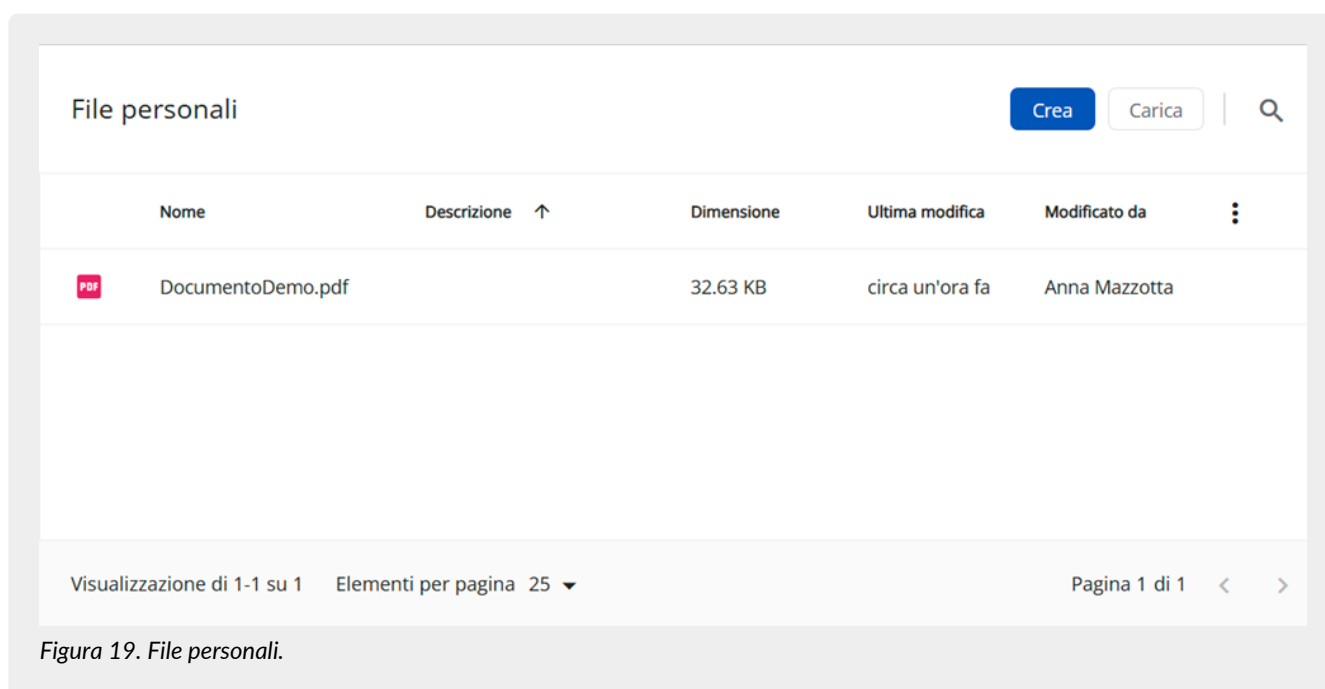 File personali Crea Carica
Nome Descrizione Dimensione Ultima modifica Modificato da
PDF DocumentoDemo.pdf 32.63 KB circa un'ora fa Anna Mazzotta
Visualizzazione di 1-1 su 1 Elementi per pagina 25 Pagina 1 di 1
Figura 19. File personali.